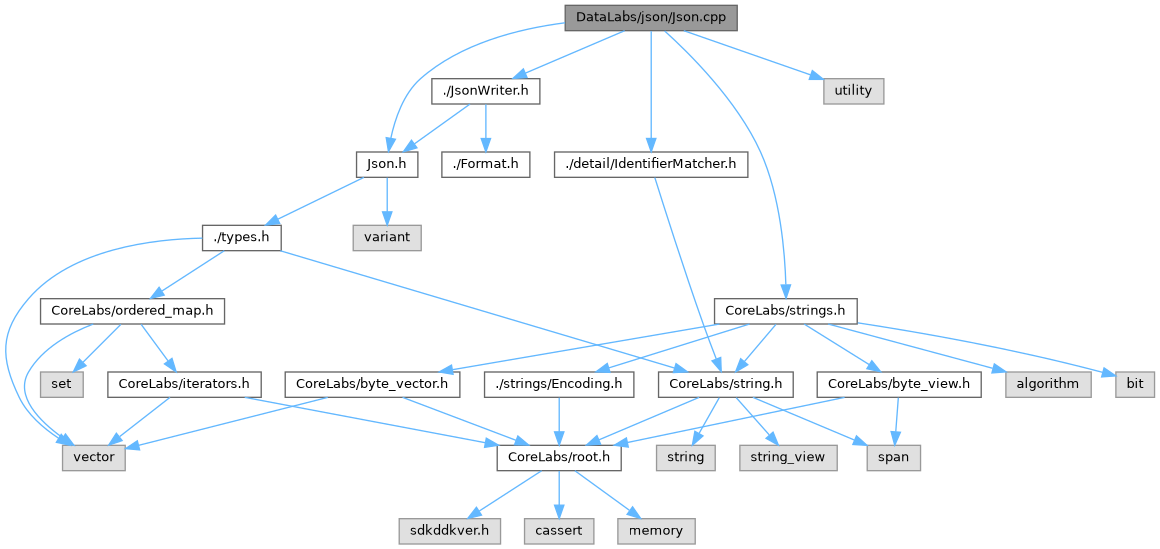 DataLabs/json/Json.cpp
./JsonWriter.h
utility
Json.h
./Format.h
./detail/IdentifierMatcher.h
./types.h
variant
CoreLabs/ordered_map.h
CoreLabs/strings.h
set
CoreLabs/iterators.h
CoreLabs/byte_vector.h
./strings/Encoding.h
CoreLabs/string.h
CoreLabs/byte_view.h
algorithm
bit
vector
CoreLabs/root.h
string
string_view
span
sdkddkver.h
cassert
memory